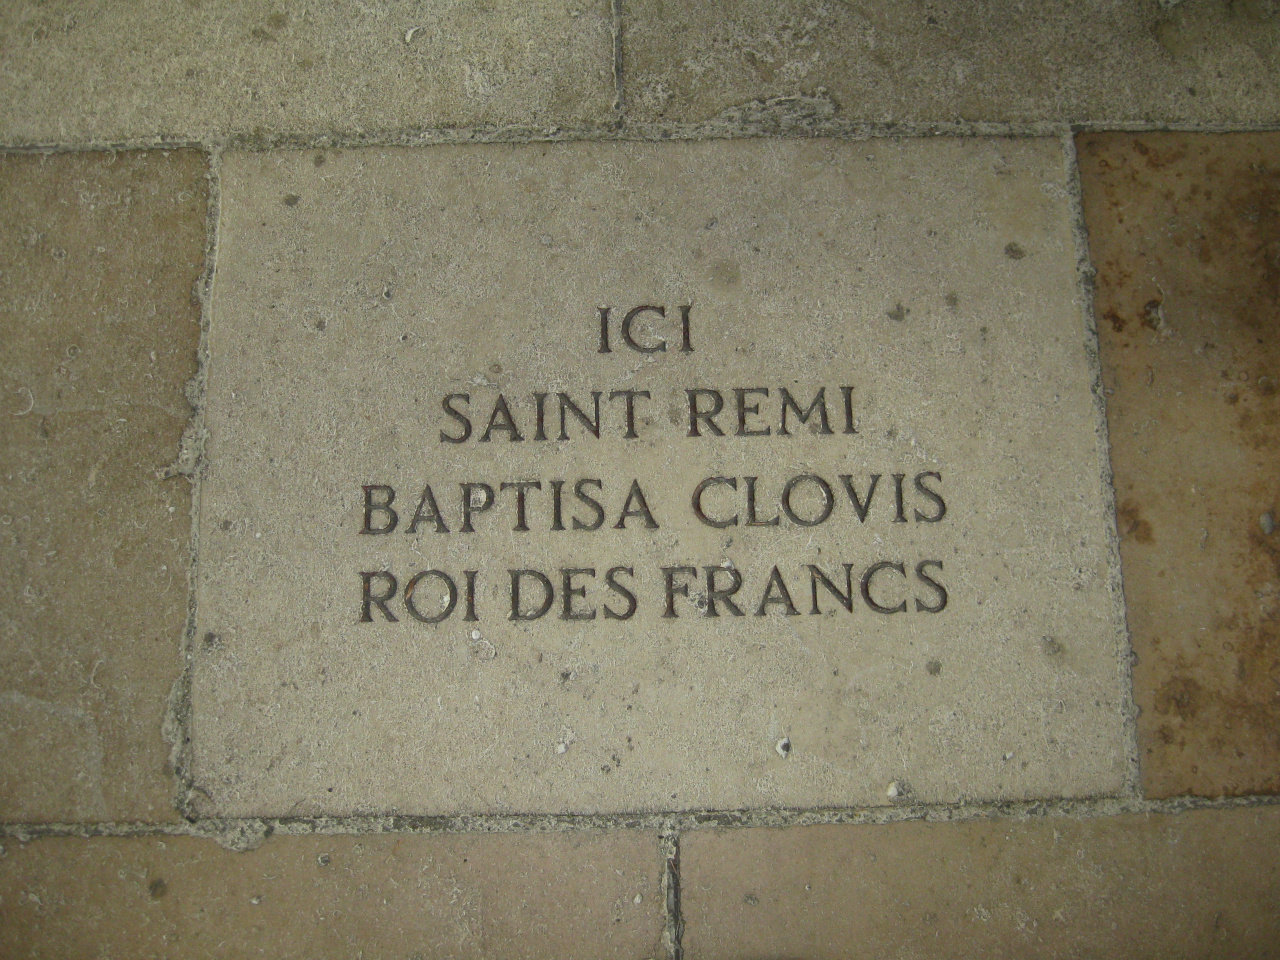 ICI
SAINT REMI
BAPTISA CLOVIS
ROI DES FRANCS